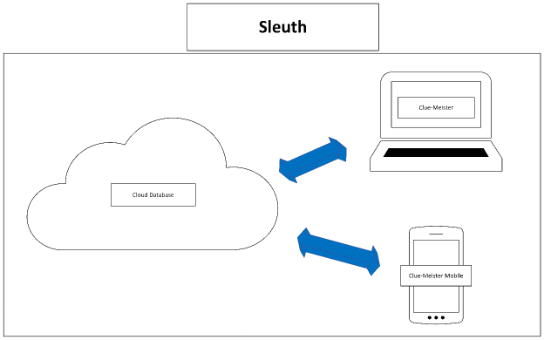 Sleuth
Clue-Meister
Cloud Database
Clue-Meister Mobile